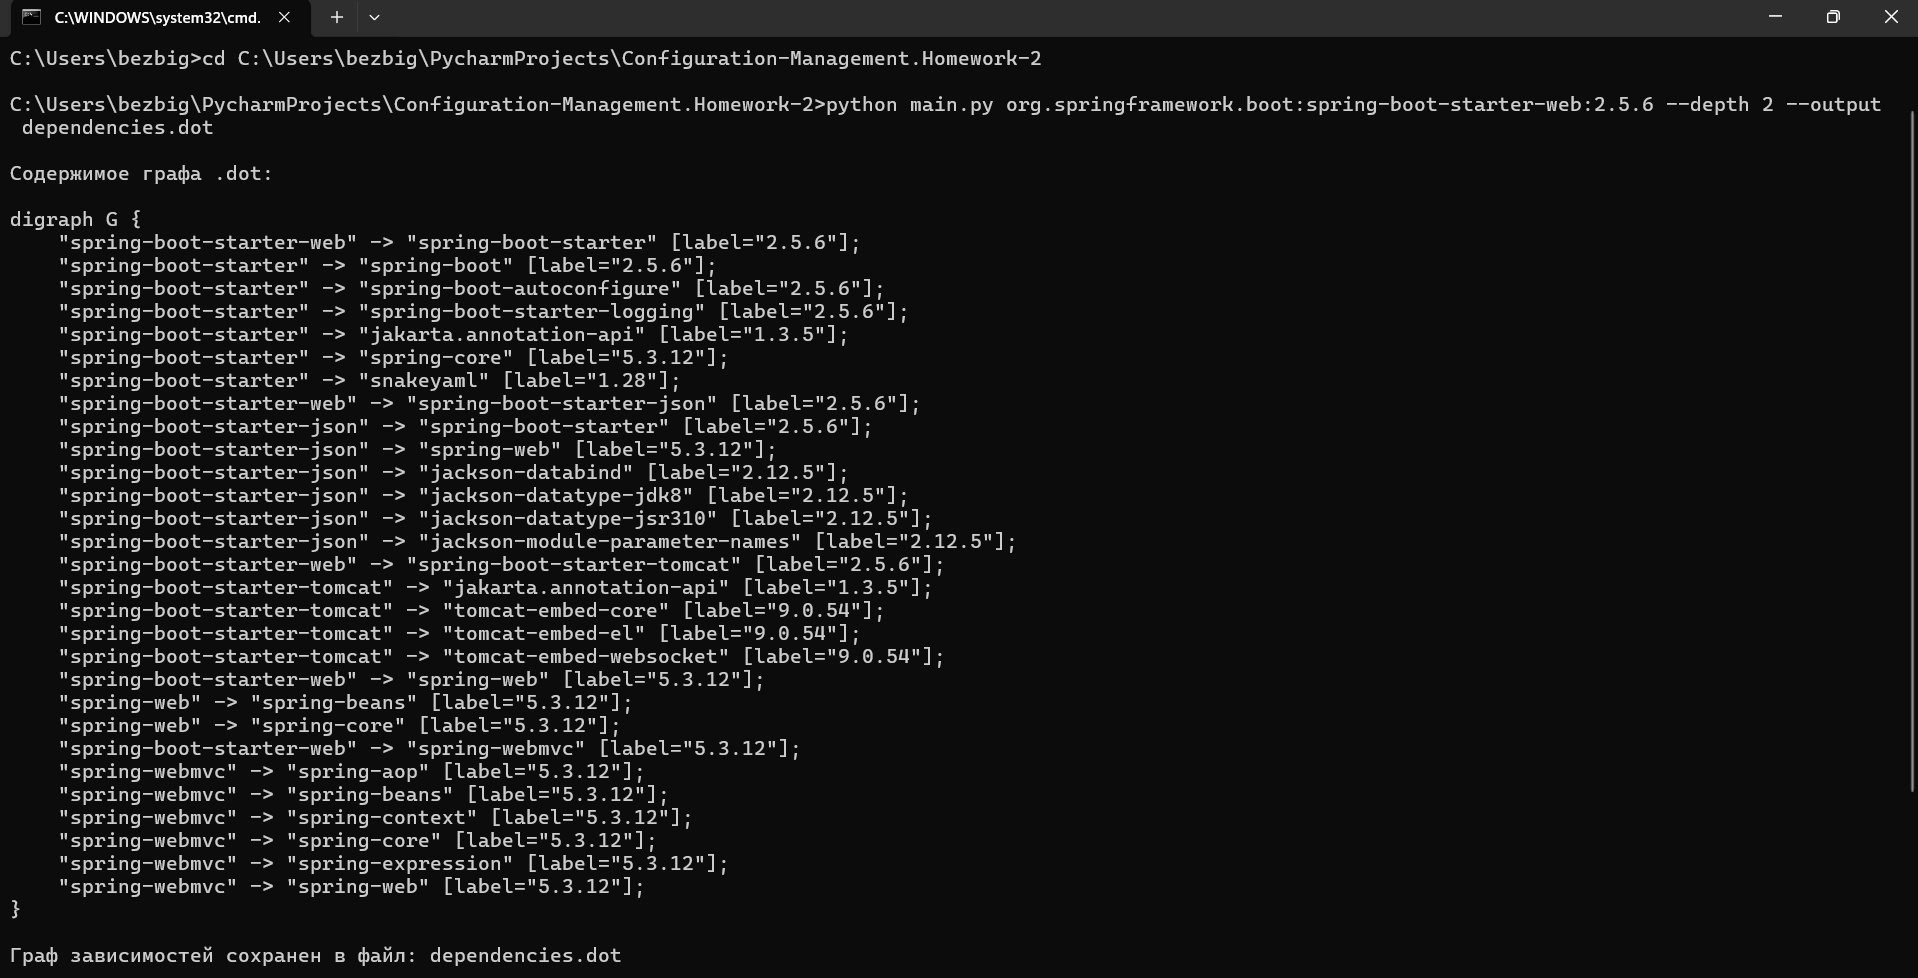 C:\WINDOWS\system32\cmd.
C:\Users\bezbig>cd C:\Users\bezbig\PycharmProjects\Configuration-Management.Homework-2
C:\Users\bezbig\PycharmProjects\Configuration-Management.Homework-2>python main.py org.springframework.boot:spring-boot-starter-web:2.5.6 --depth 2 --output
dependencies.dot
Содержимое графа .dot:
digraph G {
"spring-boot-starter-web" -> "spring-boot-starter" [label="2.5.6"];
"spring-boot-starter" -> "spring-boot" [label="2.5.6"];
"spring-boot-starter" -> "spring-boot-autoconfigure" [label="2.5.6"];
"spring-boot-starter" -> "spring-boot-starter-logging" [label="2.5.6"];
"spring-boot-starter" -> "jakarta.annotation-api" [label="1.3.5"];
"spring-boot-starter" -> "spring-core" [label="5.3.12"];
"spring-boot-starter" -> "snakeyaml" [label="1.28"];
"spring-boot-starter-web" -> "spring-boot-starter-json" [label="2.5.6"];
"spring-boot-starter-json" -> "spring-boot-starter" [label="2.5.6"];
"spring-boot-starter-json" -> "spring-web" [label="5.3.12"];
"spring-boot-starter-json" -> "jackson-databind" [label="2.12.5"];
"spring-boot-starter-json" -> "jackson-datatype-jdk8" [label="2.12.5"];
"spring-boot-starter-json" -> "jackson-datatype-jsr310" [label="2.12.5"];
"spring-boot-starter-json" -> "jackson-module-parameter-names" [label="2.12.5"];
"spring-boot-starter-web" -> "spring-boot-starter-tomcat" [label="2.5.6"];
"spring-boot-starter-tomcat" -> "jakarta.annotation-api" [label="1.3.5"];
"spring-boot-starter-tomcat" -> "tomcat-embed-core" [label="9.0.54"];
"spring-boot-starter-tomcat" -> "tomcat-embed-el" [label="9.0.54"];
"spring-boot-starter-tomcat" -> "tomcat-embed-websocket" [label="9.0.54"];
"spring-boot-starter-web" -> "spring-web" [label="5.3.12"];
"spring-web" -> "spring-beans" [label="5.3.12"];
"spring-web" -> "spring-core" [label="5.3.12"];
"spring-boot-starter-web" -> "spring-webmvc" [label="5.3.12"];
"spring-webmvc" -> "spring-aop" [label="5.3.12"];
"spring-webmvc" -> "spring-beans" [label="5.3.12"];
"spring-webmvc" -> "spring-context" [label="5.3.12"];
"spring-webmvc" -> "spring-core" [label="5.3.12"];
"spring-webmvc" -> "spring-expression" [label="5.3.12"];
"spring-webmvc" -> "spring-web" [label="5.3.12"];
}
Граф зависимостей сохранен в файл: dependencies.dot